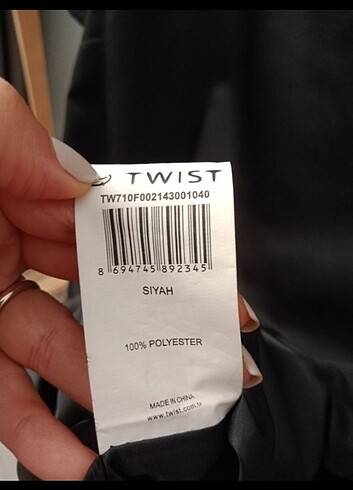 TWIST
TW710F002143001040
8 694745 892345
SIYAH
100% POLYESTER
MADE IN CHINA
www.twist.com.tr